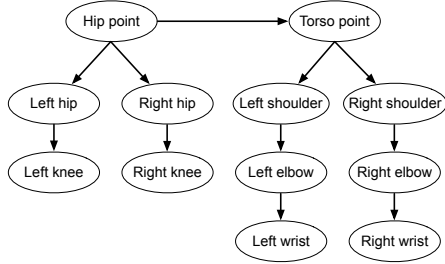 Hip point
Torso point
Left hip
Right hip
Left shoulder
Right shoulder
Left knee
Right knee
Left elbow
Right elbow
Left wrist
Right wrist